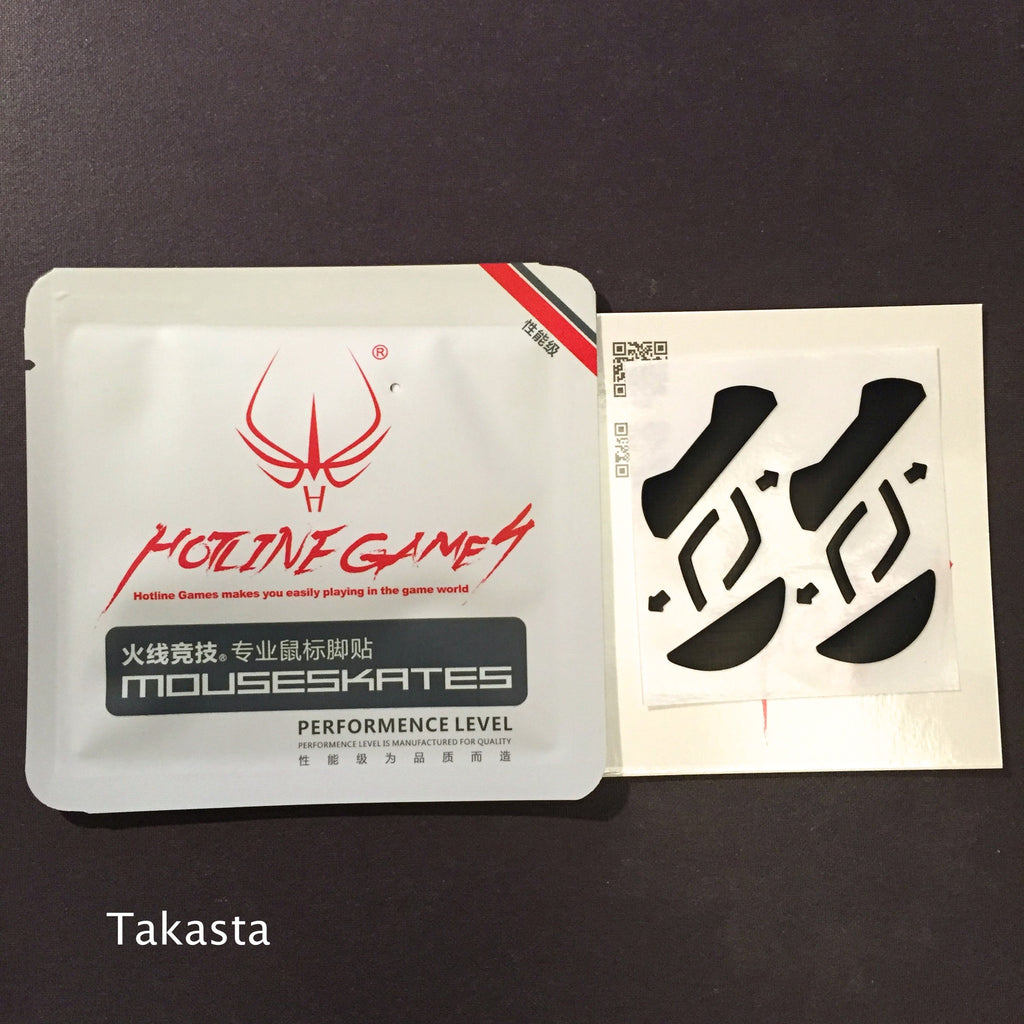 性能级
®
H
HOTLINE GAMES
Hotline Games makes you easily playing in the game world
火线竞技® 专业鼠标脚贴
MOUSESKATES
PERFORMENCE LEVEL
PERFORMENCE LEVEL IS MANUFACTURED FOR QUALITY
性能级为品质而造
Takasta